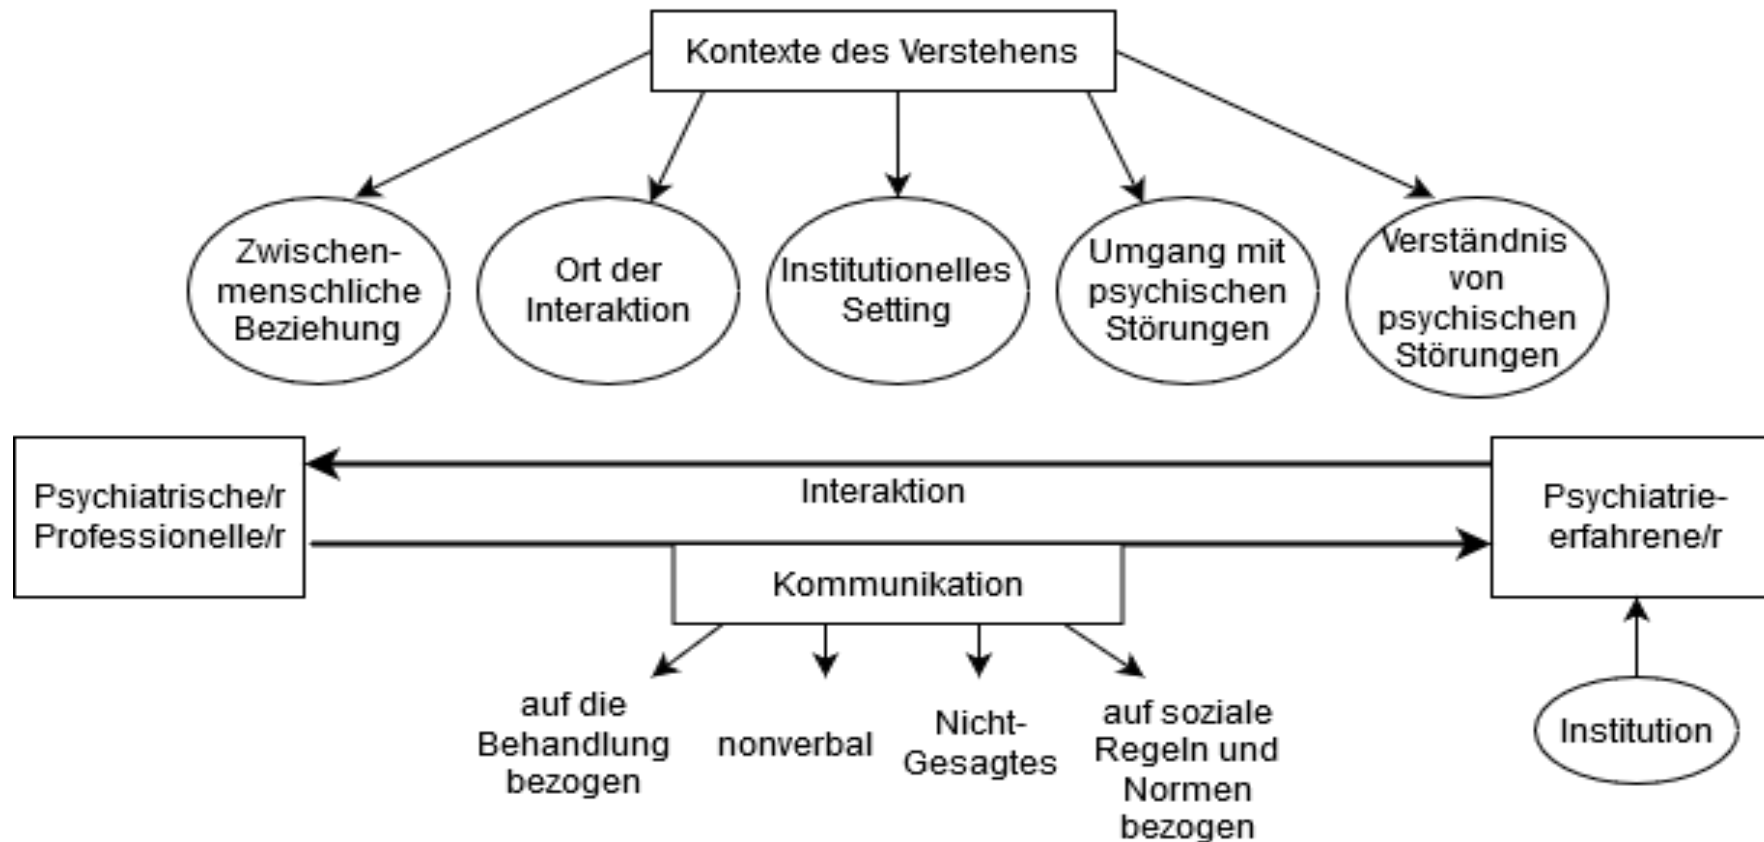 Kontexte des Verstehens
Zwischen-
menschliche
Beziehung
Ort der
Interaktion
Institutionelles
Setting
Umgang mit
psychischen
Störungen
Verständnis
von
psychischen
Störungen
Psychiatrische/r
Professionelle/r
Interaktion
Psychiatrie-
erfahrene/r
Kommunikation
auf die
Behandlung
bezogen
nonverbal
Nicht-
Gesagtes
auf soziale
Regeln und
Normen
bezogen
Institution